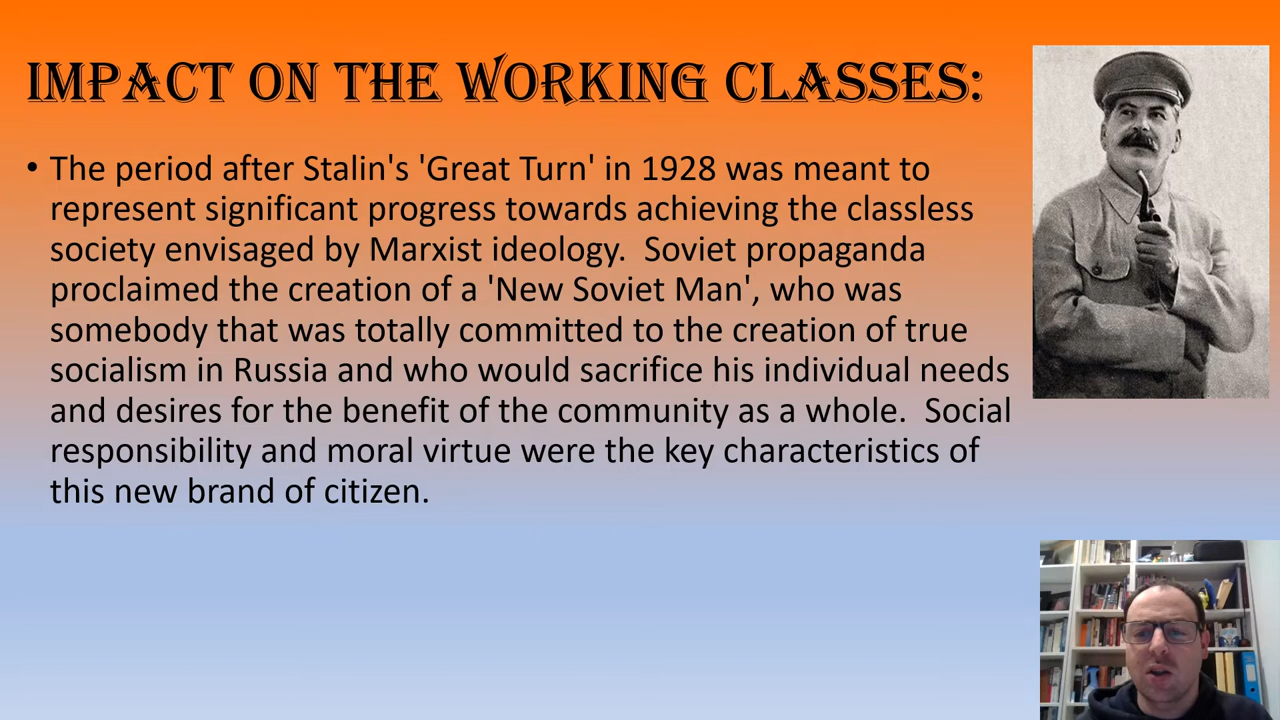 IMPACT ON THE WORKING CLASSES:
• The period after Stalin's 'Great Turn' in 1928 was meant to
represent significant progress towards achieving the classless
society envisaged by Marxist ideology.  Soviet propaganda
proclaimed the creation of a 'New Soviet Man', who was
somebody that was totally committed to the creation of true
socialism in Russia and who would sacrifice his individual needs
and desires for the benefit of the community as a whole.  Social
responsibility and moral virtue were the key characteristics of
this new brand of citizen.